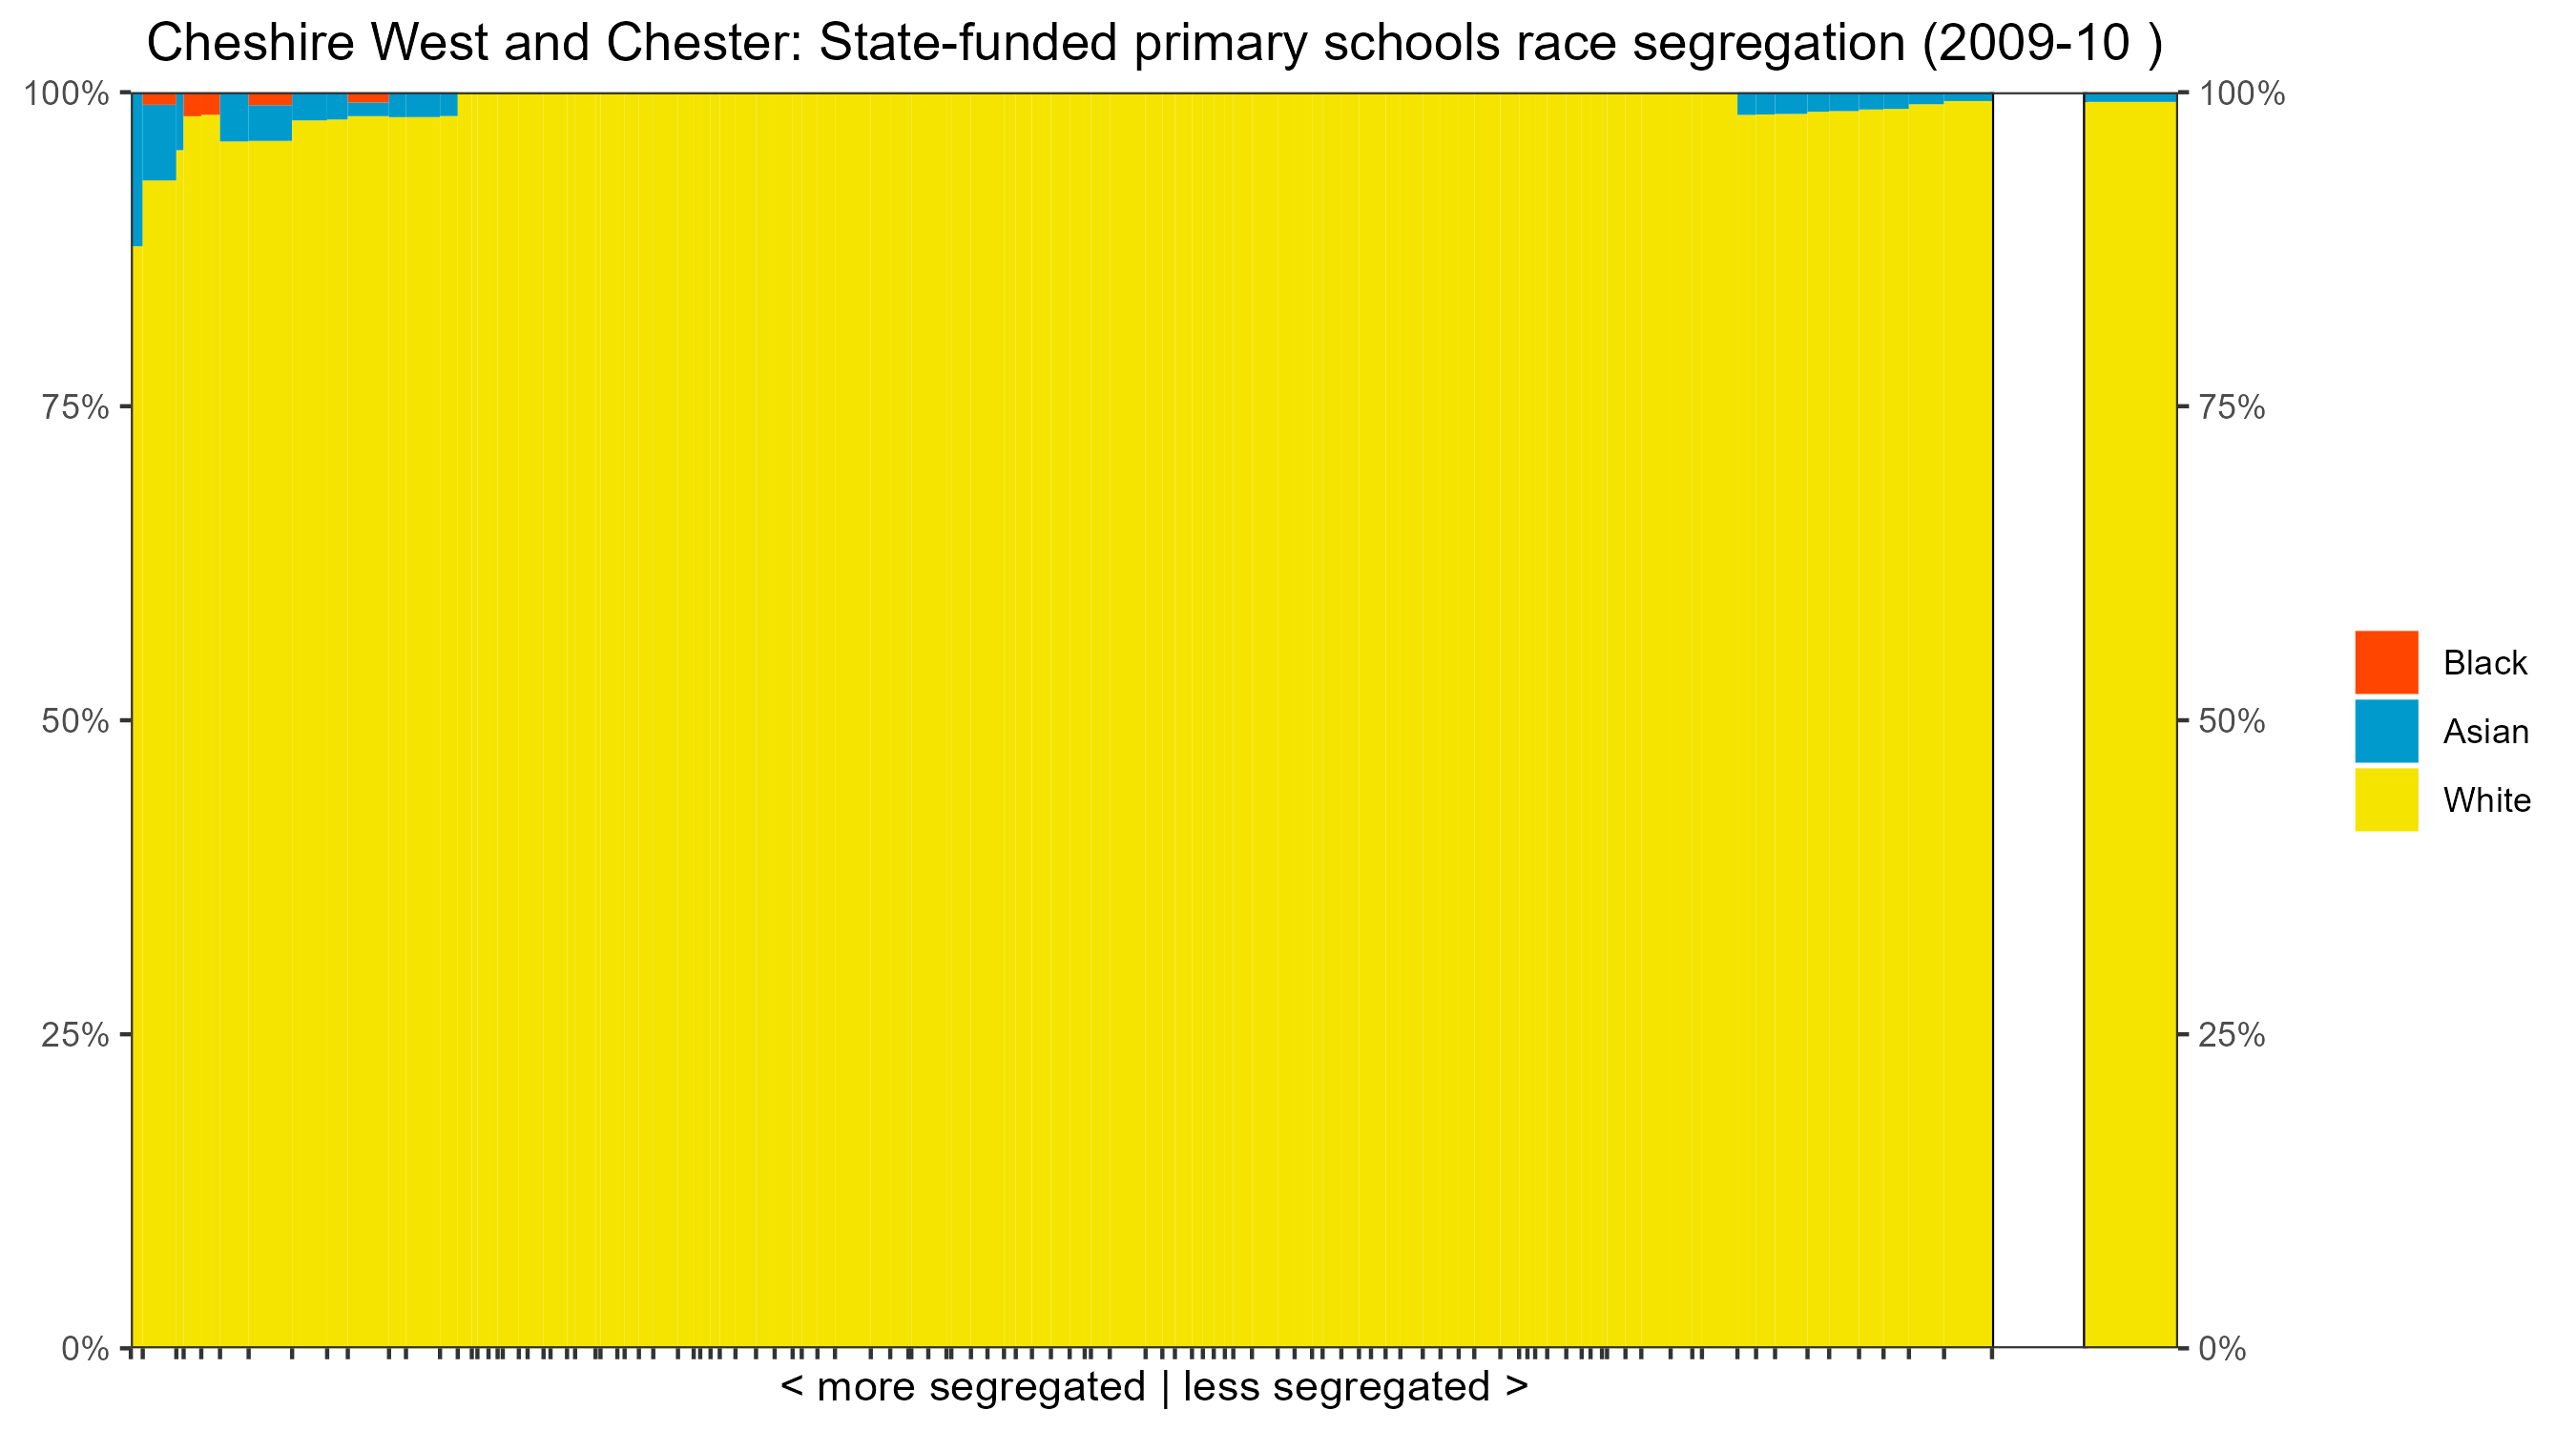 Cheshire West and Chester: State-funded primary schools race segregation (2009-10 )
100%
75%
50%
25%
0%
100%
75%
50%
25%
0%
Black
Asian
White
< more segregated | less segregated >